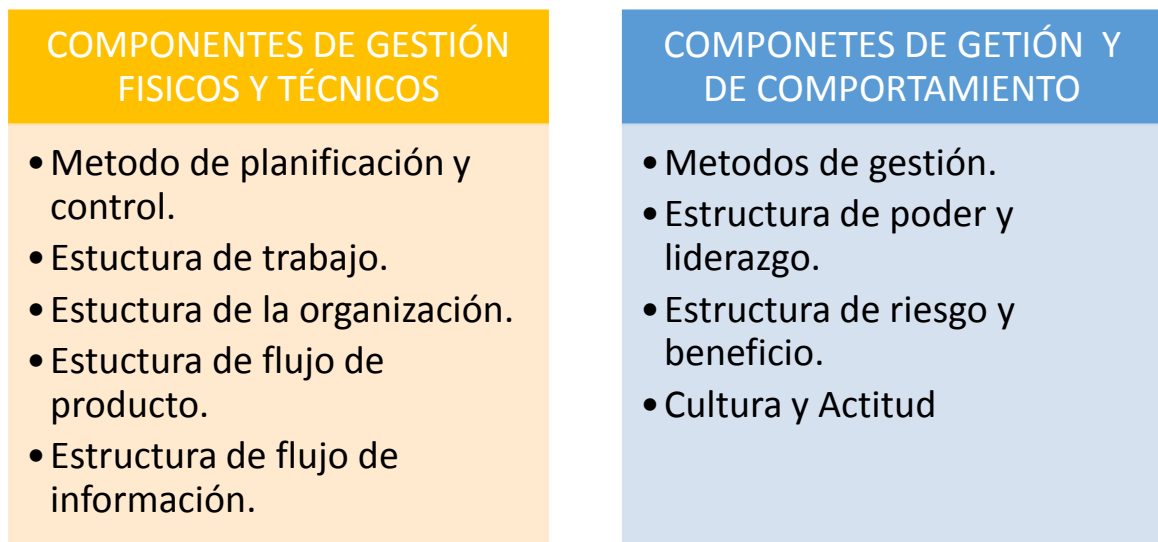 COMPONENTES DE GESTIÓN
FISICOS Y TÉCNICOS
•Metodo de planificación y
control.
•Estuctura de trabajo.
•Estuctura de la organización.
•Estuctura de flujo de
producto.
•Estructura de flujo de
información.
COMPONETES DE GETIÓN Y
DE COMPORTAMIENTO
•Metodos de gestión.
•Estructura de poder y
liderazgo.
•Estructura de riesgo y
beneficio.
•Cultura y Actitud